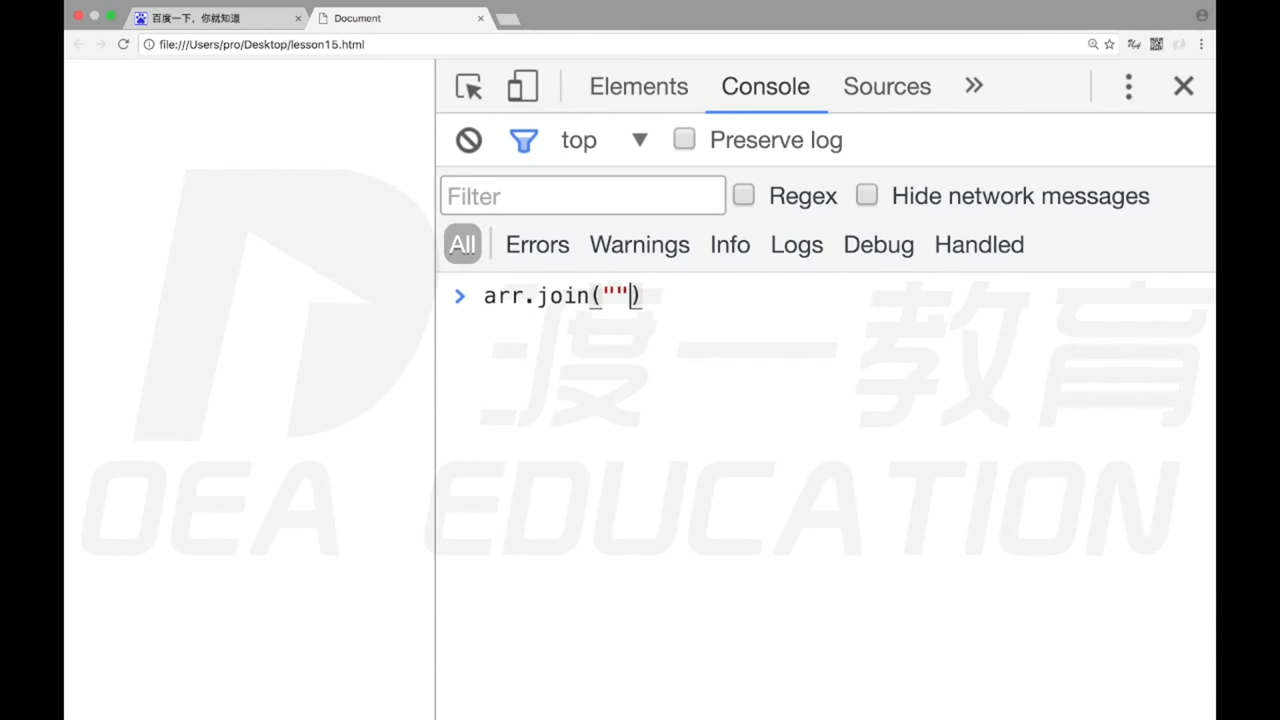 百度一下，你就知道
Document
file:///Users/pro/Desktop/lesson15.html
Elements Console Sources
top Preserve log
Filter Regex Hide network messages
All Errors Warnings Info Logs Debug Handled
> arr.join("")
渡一教育
OEA EDUCATION